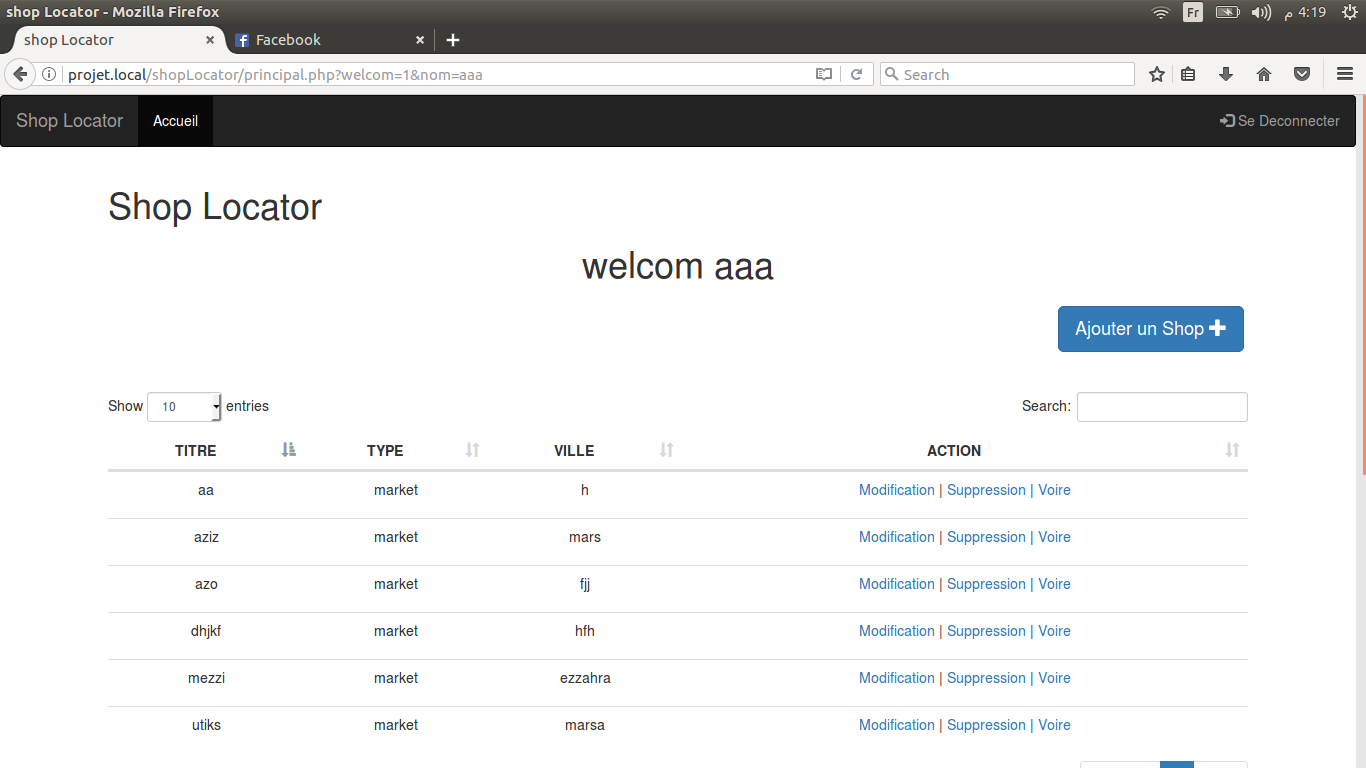 shop Locator - Mozilla Firefox
Fr
4:19 م
shop Locator
Facebook
projet.local/shopLocator/principal.php?welcom=1&nom=aaa
Search
Shop Locator
Accueil
Se Deconnecter
Shop Locator
welcom aaa
Ajouter un Shop
Show 10 entries
Search:
TITRE TYPE VILLE ACTION
aa market h Modification | Suppression | Voire
aziz market mars Modification | Suppression | Voire
azo market fjj Modification | Suppression | Voire
dhjkf market hfh Modification | Suppression | Voire
mezzi market ezzahra Modification | Suppression | Voire
utiks market marsa Modification | Suppression | Voire